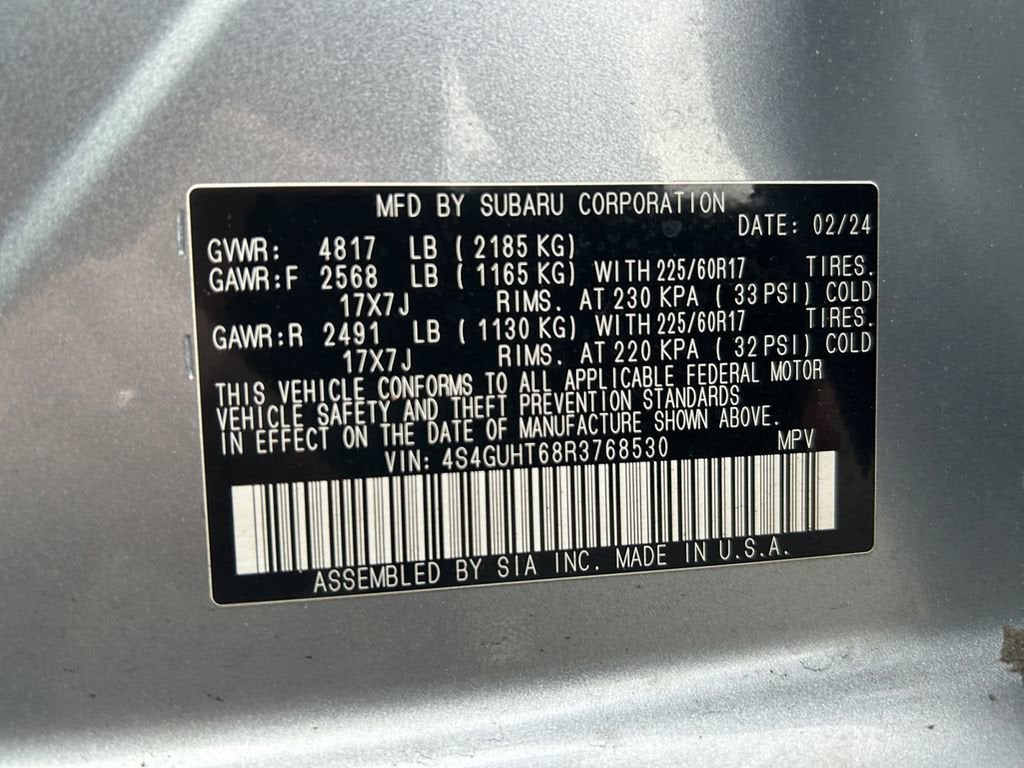 MFD BY SUBARU CORPORATION
DATE: 02/24
GVWR: 4817 LB (2185 KG)
GAWR:F 2568 LB (1165 KG) WITH 225/60R17 TIRES.
17X7J RIMS. AT 230 KPA ( 33 PSI) COLD
GAWR:R 2491 LB (1130 KG) WITH 225/60R17 TIRES.
17X7J RIMS. AT 220 KPA ( 32 PSI) COLD
THIS VEHICLE CONFORMS TO ALL APPLICABLE FEDERAL MOTOR
VEHICLE SAFETY AND THEFT PREVENTION STANDARDS
IN EFFECT ON THE DATE OF MANUFACTURE SHOWN ABOVE.
VIN: 4S4GUHT68R3768530 MPV
ASSEMBLED BY SIA INC. MADE IN U.S.A.